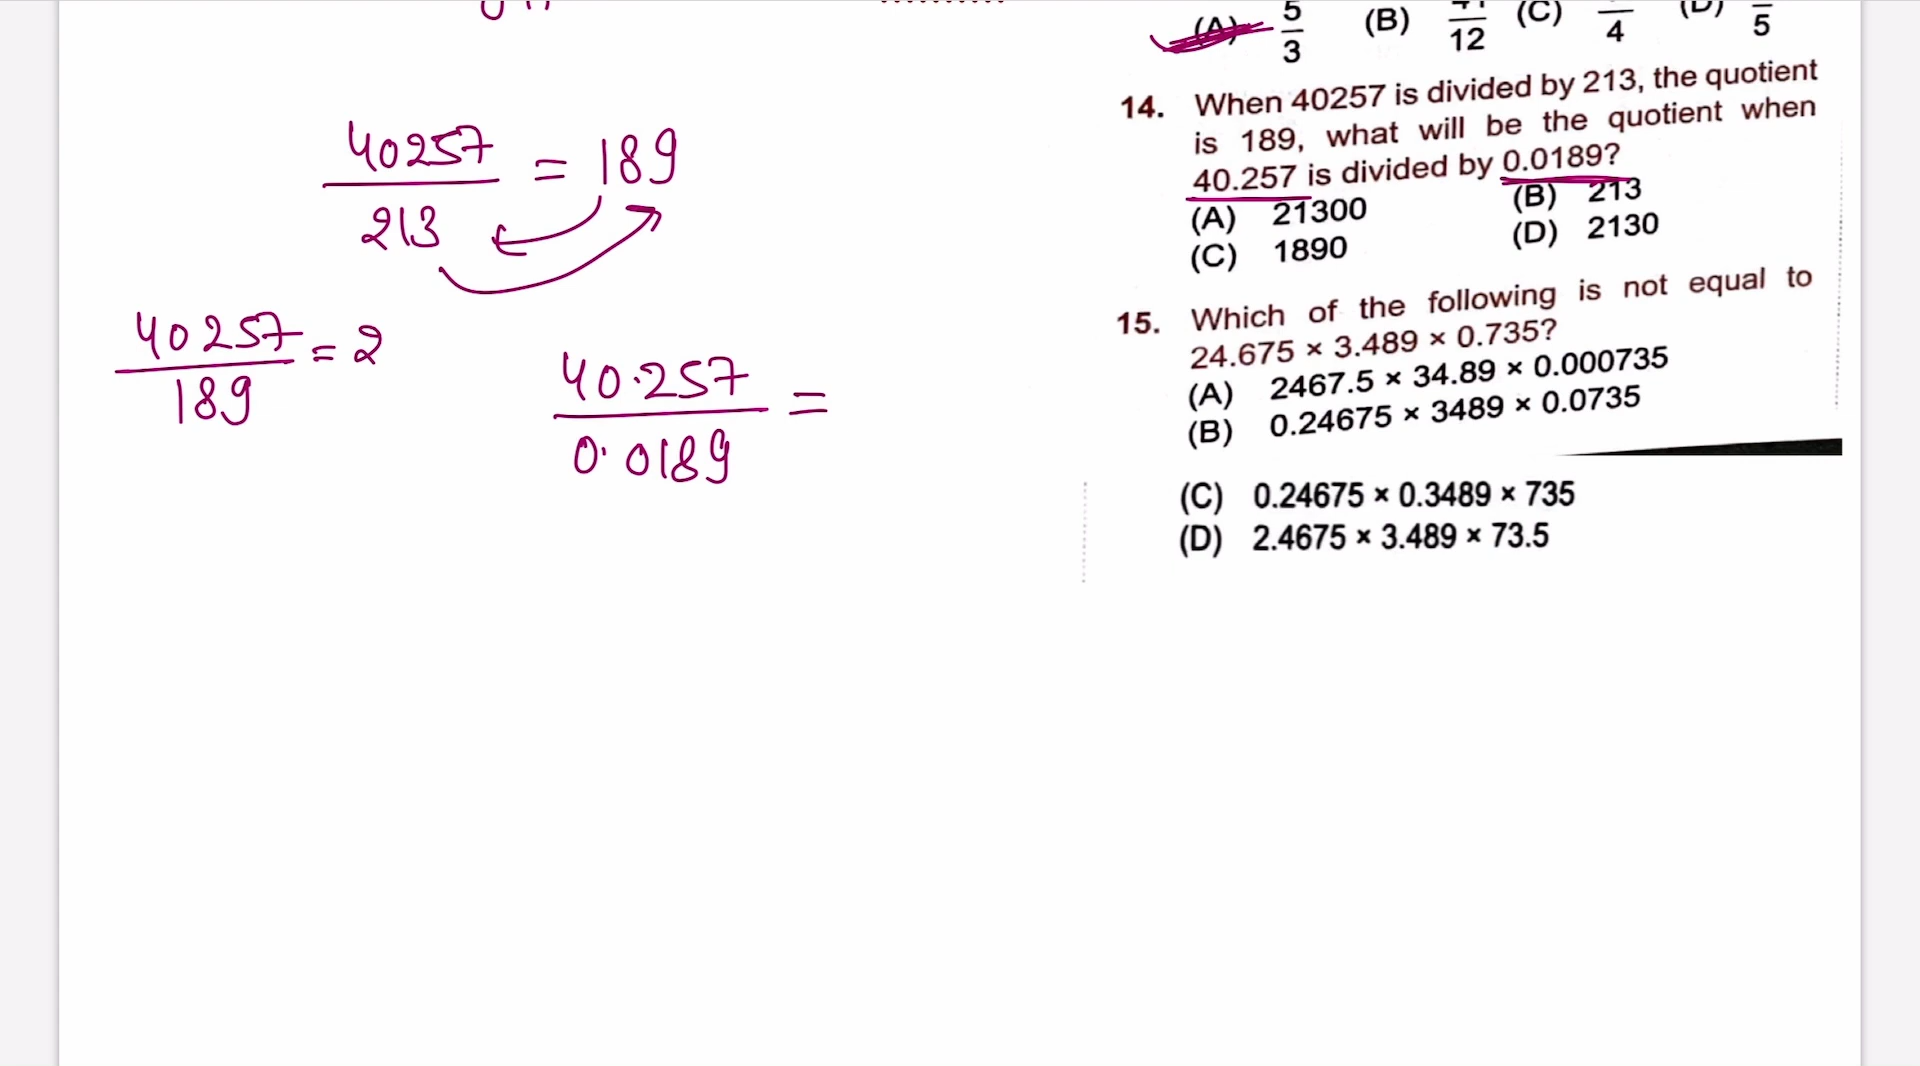 (A) 5/3 (B) /12 (C) /4 (D) /5
14. When 40257 is divided by 213, the quotient
is 189, what will be the quotient when
40.257 is divided by 0.0189?
(A) 21300 (B) 213
(C) 1890 (D) 2130
15. Which of the following is not equal to
24.675 × 3.489 × 0.735?
(A) 2467.5 × 34.89 × 0.000735
(B) 0.24675 × 3489 × 0.0735
(C) 0.24675 × 0.3489 × 735
(D) 2.4675 × 3.489 × 73.5
40257
= 189
213
40257
= 2
189
40.257
=
0.0189